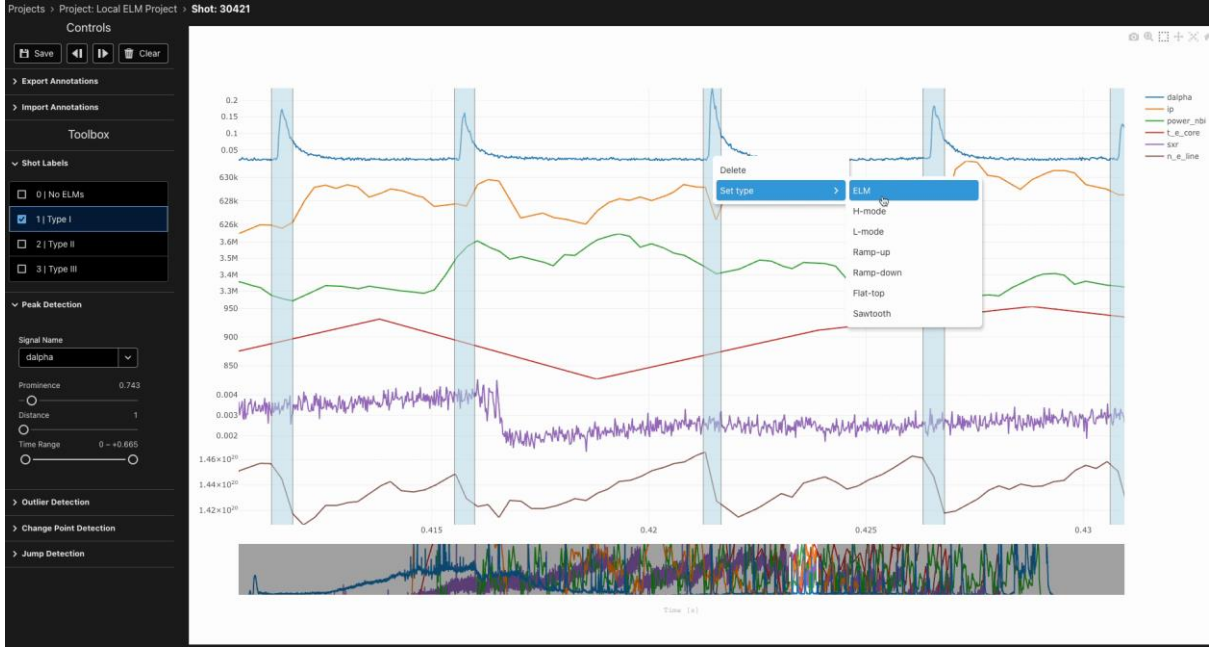 Projects > Project: Local ELM Project > Shot: 30421
Controls
Save
Clear
Export Annotations
Import Annotations
Toolbox
Shot Labels
0 | No ELMs
1 | Type I
2 | Type II
3 | Type III
Peak Detection
Signal Name
dalpha
Prominence 0.743
Distance 1
Time Range 0 – +0.665
Outlier Detection
Change Point Detection
Jump Detection
0.2
0.15
0.1
0.05
630k
628k
626k
3.6M
3.5M
3.4M
3.3M
950
900
850
0.004
0.003
0.002
1.46×10²⁰
1.44×10²⁰
1.42×10²⁰
0.415 0.42 0.425 0.43
Time [s]
Delete
Set type >
ELM
H-mode
L-mode
Ramp-up
Ramp-down
Flat-top
Sawtooth
dalpha
ip
power_nbi
t_e_core
sxr
n_e_line